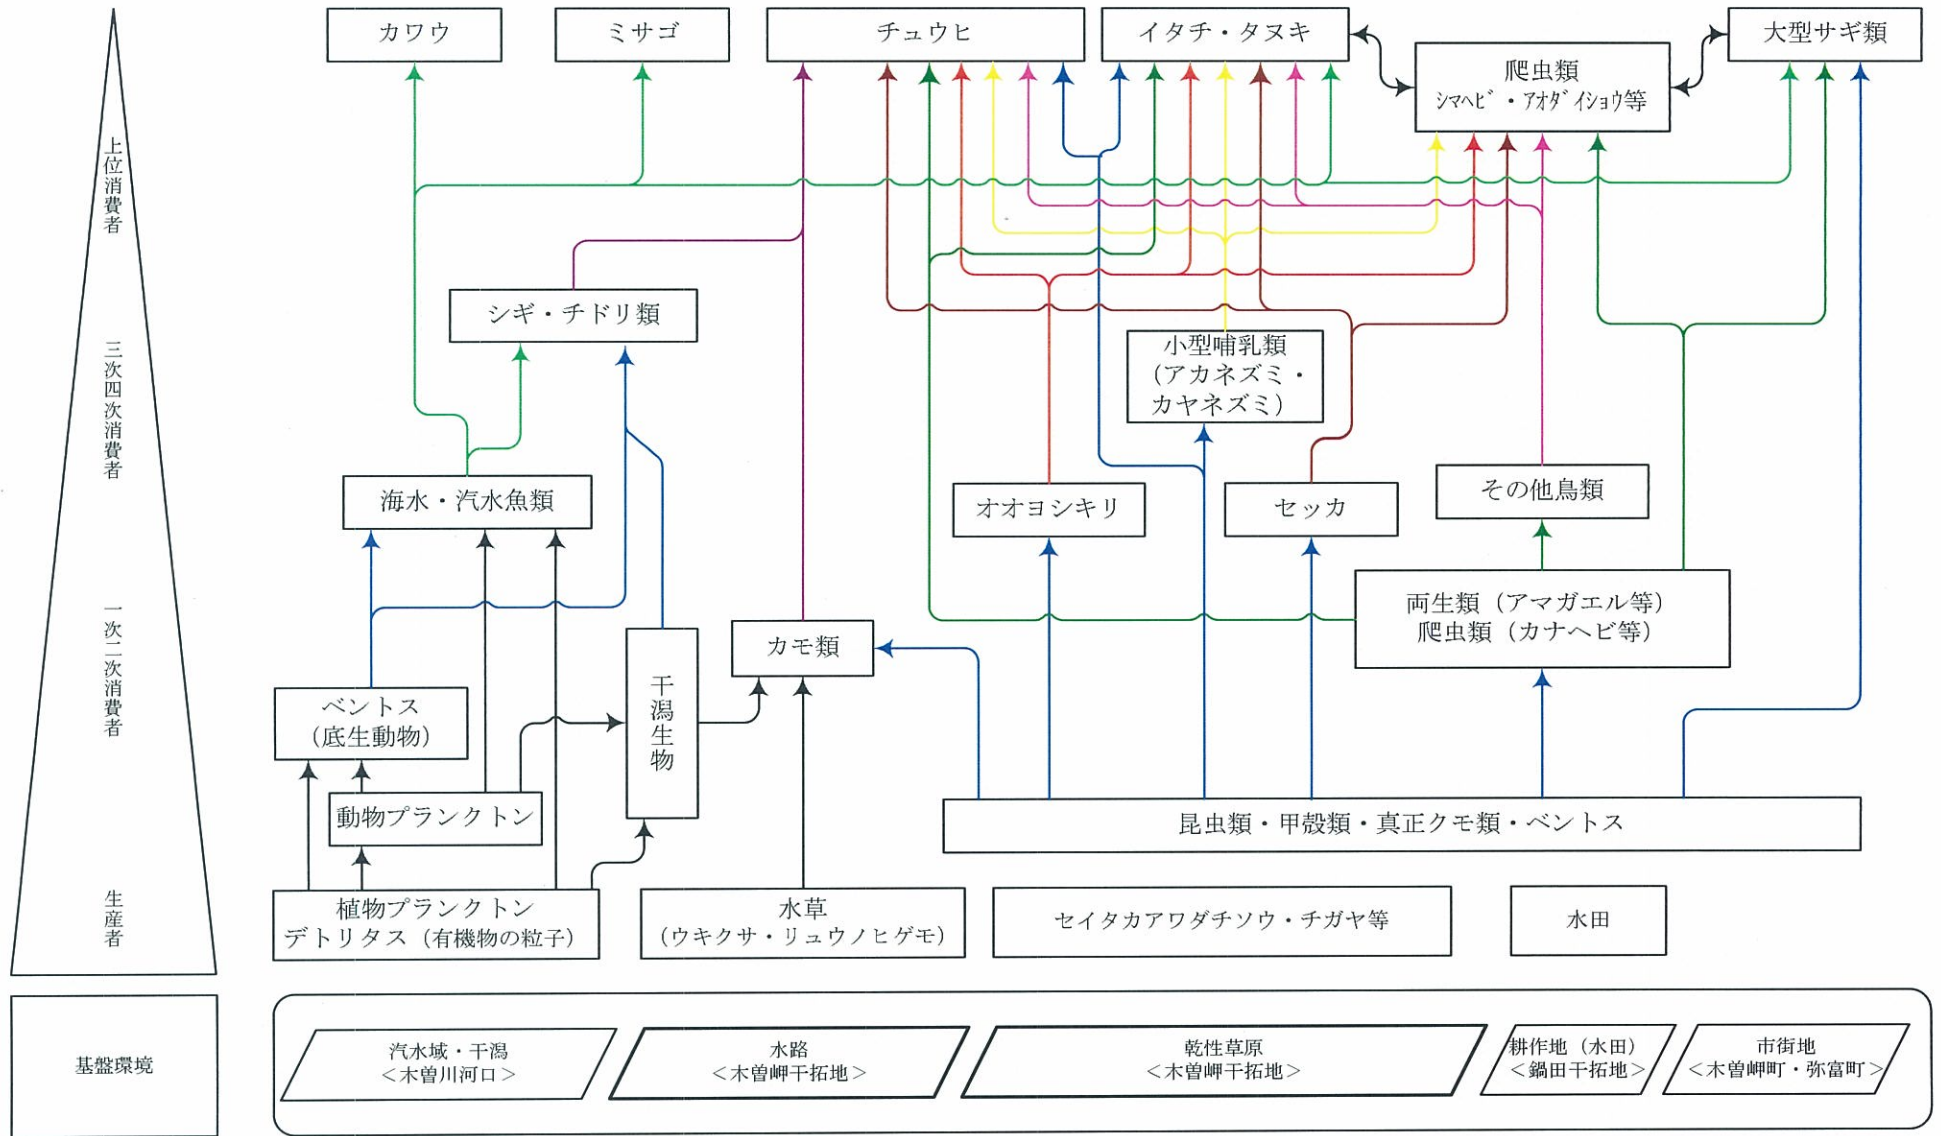 カワウ
ミサゴ
チュウヒ
イタチ・タヌキ
大型サギ類
爬虫類
ｼﾏﾍﾋﾞ・ｱｵﾀﾞｲｼｮｳ等
上位消費者
シギ・チドリ類
三次四次消費者
小型哺乳類
（アカネズミ・
カヤネズミ）
海水・汽水魚類
オオヨシキリ
セッカ
その他鳥類
一次二次消費者
両生類（アマガエル等）
爬虫類（カナヘビ等）
カモ類
干潟生物
ベントス
（底生動物）
動物プランクトン
昆虫類・甲殻類・真正クモ類・ベントス
生産者
植物プランクトン
デトリタス（有機物の粒子）
水草
（ウキクサ・リュウノヒゲモ）
セイタカアワダチソウ・チガヤ等
水田
基盤環境
汽水域・干潟
＜木曽川河口＞
水路
＜木曽岬干拓地＞
乾性草原
＜木曽岬干拓地＞
耕作地（水田）
＜鍋田干拓地＞
市街地
＜木曽岬町・弥富町＞